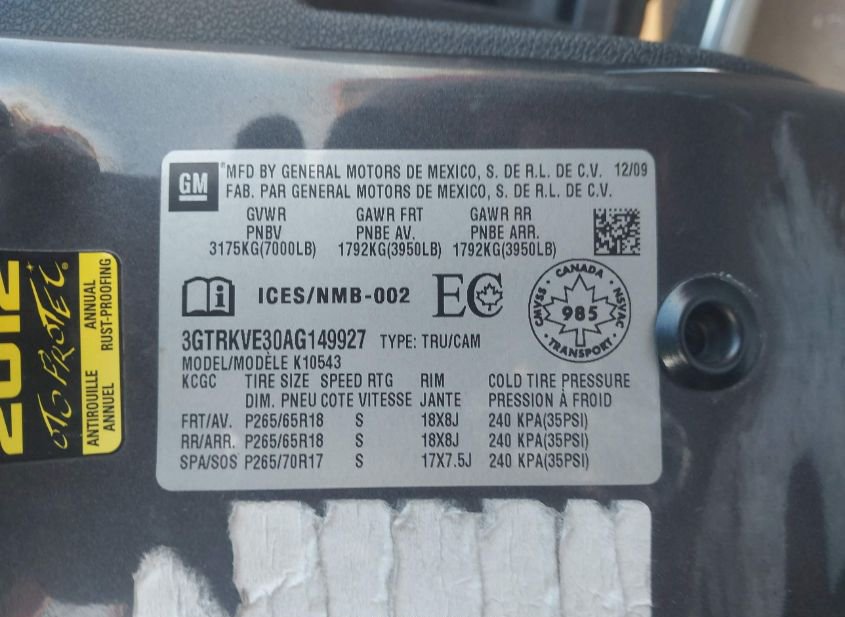 GM
MFD BY GENERAL MOTORS DE MEXICO, S. DE R.L. DE C.V. 12/09
FAB. PAR GENERAL MOTORS DE MEXICO, S. DE R.L. DE C.V.
GVWR GAWR FRT GAWR RR
PNBV PNBE AV. PNBE ARR.
3175KG(7000LB) 1792KG(3950LB) 1792KG(3950LB)
ICES/NMB-002 EC
CANADA
CMVSS 985 NSVAC
TRANSPORT
3GTRKVE30AG149927 TYPE: TRU/CAM
MODEL/MODÈLE K10543
KCGC TIRE SIZE SPEED RTG RIM COLD TIRE PRESSURE
DIM. PNEU COTE VITESSE JANTE PRESSION À FROID
FRT/AV. P265/65R18 S 18X8J 240 KPA(35PSI)
RR/ARR. P265/65R18 S 18X8J 240 KPA(35PSI)
SPA/SOS P265/70R17 S 17X7.5J 240 KPA(35PSI)
2012
OTOPROTEC
ANTIROUILLE ANNUAL
ANNUEL RUST-PROOFING